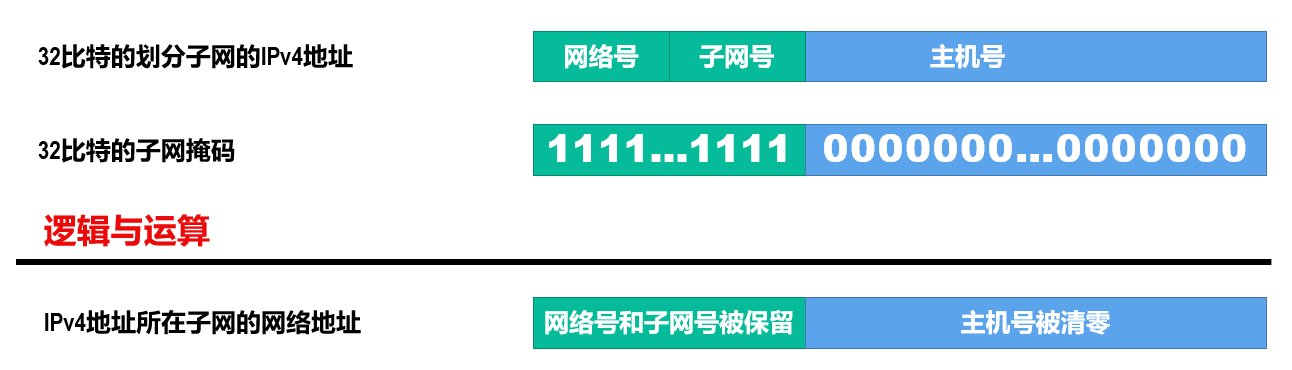 32比特的划分子网的IPv4地址
网络号 子网号 主机号
32比特的子网掩码
1111...1111 0000000...0000000
逻辑与运算
IPv4地址所在子网的网络地址
网络号和子网号被保留 主机号被清零